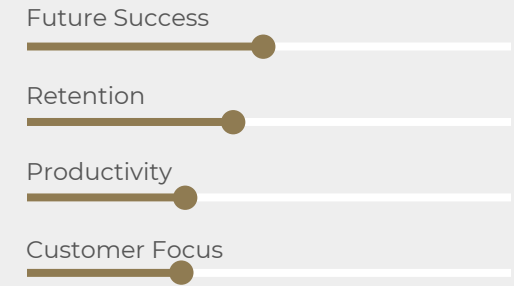 Future Success
Retention
Productivity
Customer Focus